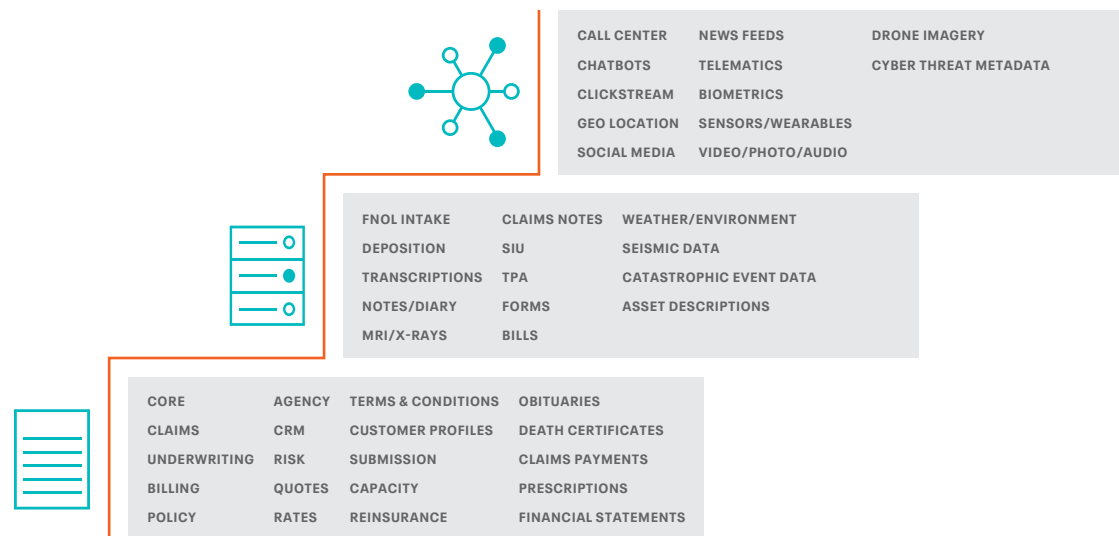 CALL CENTER NEWS FEEDS DRONE IMAGERY
CHATBOTS TELEMATICS CYBER THREAT METADATA
CLICKSTREAM BIOMETRICS
GEO LOCATION SENSORS/WEARABLES
SOCIAL MEDIA VIDEO/PHOTO/AUDIO
FNOL INTAKE CLAIMS NOTES WEATHER/ENVIRONMENT
DEPOSITION SIU SEISMIC DATA
TRANSCRIPTIONS TPA CATASTROPHIC EVENT DATA
NOTES/DIARY FORMS ASSET DESCRIPTIONS
MRI/X-RAYS BILLS
CORE AGENCY TERMS & CONDITIONS OBITUARIES
CLAIMS CRM CUSTOMER PROFILES DEATH CERTIFICATES
UNDERWRITING RISK SUBMISSION CLAIMS PAYMENTS
BILLING QUOTES CAPACITY PRESCRIPTIONS
POLICY RATES REINSURANCE FINANCIAL STATEMENTS